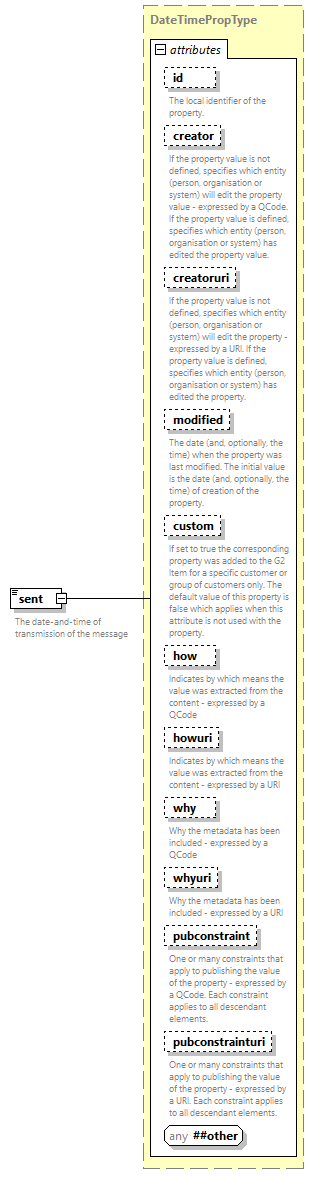 DateTimePropType
attributes
id
The local identifier of the
property.
creator
If the property value is not
defined, specifies which entity
(person, organisation or
system) will edit the property
value - expressed by a QCode.
If the property value is defined,
specifies which entity (person,
organisation or system) has
edited the property value.
creatoruri
If the property value is not
defined, specifies which entity
(person, organisation or
system) will edit the property -
expressed by a URI. If the
property value is defined,
specifies which entity (person,
organisation or system) has
edited the property.
modified
The date (and, optionally, the
time) when the property was
last modified. The initial value
is the date (and, optionally, the
time) of creation of the
property.
custom
If set to true the corresponding
property was added to the G2
Item for a specific customer or
group of customers only. The
default value of this property is
false which applies when this
attribute is not used with the
property.
sent
The date-and-time of
transmission of the message
how
Indicates by which means the
value was extracted from the
content - expressed by a
QCode
howuri
Indicates by which means the
value was extracted from the
content - expressed by a URI
why
Why the metadata has been
included - expressed by a
QCode
whyuri
Why the metadata has been
included - expressed by a URI
pubconstraint
One or many constraints that
apply to publishing the value
of the property - expressed by
a QCode. Each constraint
applies to all descendant
elements.
pubconstrainturi
One or many constraints that
apply to publishing the value
of the property - expressed by
a URI. Each constraint applies
to all descendant elements.
any ##other